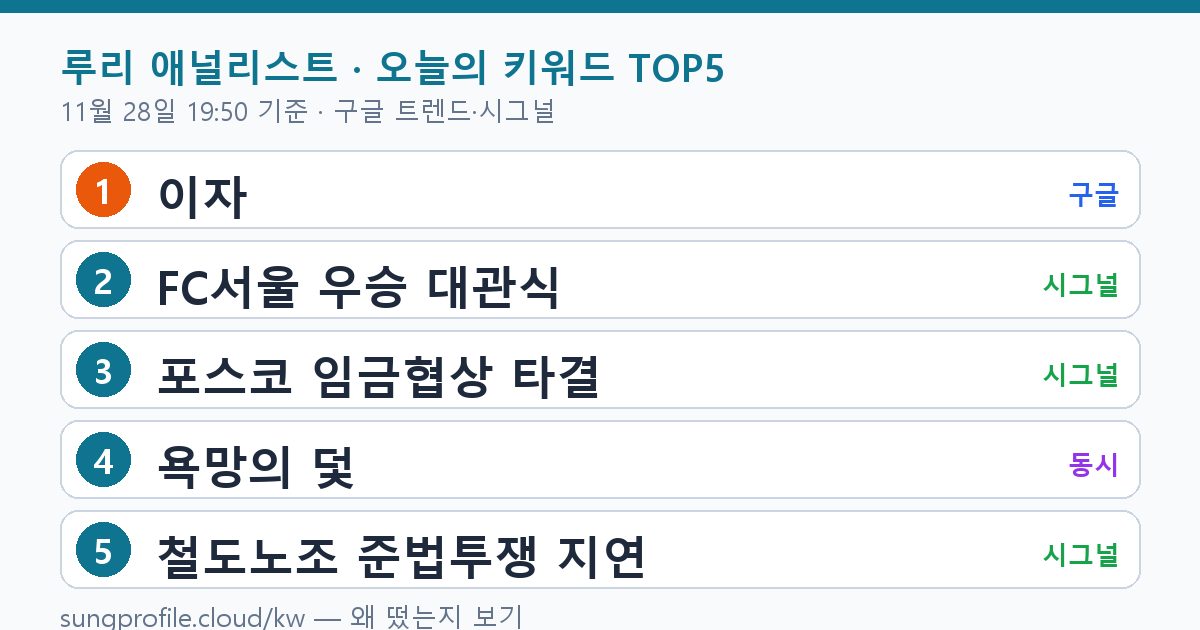 루리 애널리스트 · 오늘의 키워드 TOP5
11월 28일 19:50 기준 · 구글 트렌드·시그널
1 이자 구글
2 FC서울 우승 대관식 시그널
3 포스코 임금협상 타결 시그널
4 욕망의 덫 동시
5 철도노조 준법투쟁 지연 시그널
sungprofile.cloud/kw — 왜 떴는지 보기